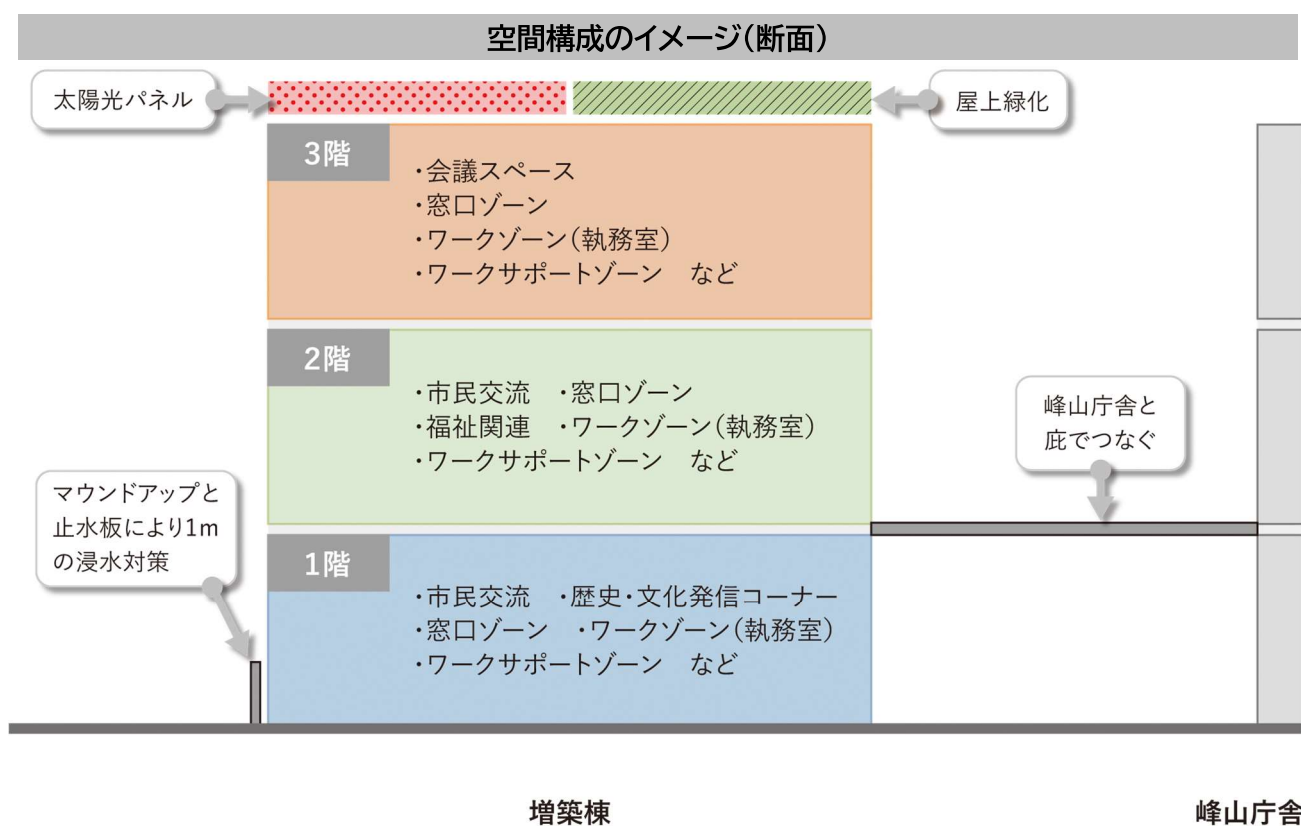 空間構成のイメージ(断面)
太陽光パネル
屋上緑化
3階
・会議スペース
・窓口ゾーン
・ワークゾーン(執務室)
・ワークサポートゾーン　など
2階
・市民交流　・窓口ゾーン
・福祉関連　・ワークゾーン(執務室)
・ワークサポートゾーン　など
峰山庁舎と
庇でつなぐ
マウンドアップと
止水板により1m
の浸水対策
1階
・市民交流　・歴史・文化発信コーナー
・窓口ゾーン　・ワークゾーン(執務室)
・ワークサポートゾーン　など
増築棟
峰山庁舎